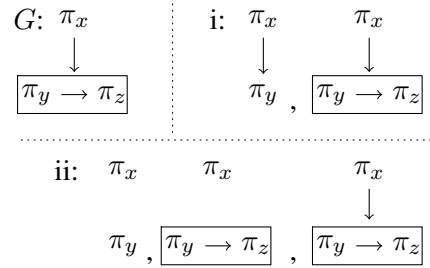 G: π_x i: π_x π_x
π_y → π_z π_y , π_y → π_z
ii: π_x π_x π_x
π_y , π_y → π_z , π_y → π_z